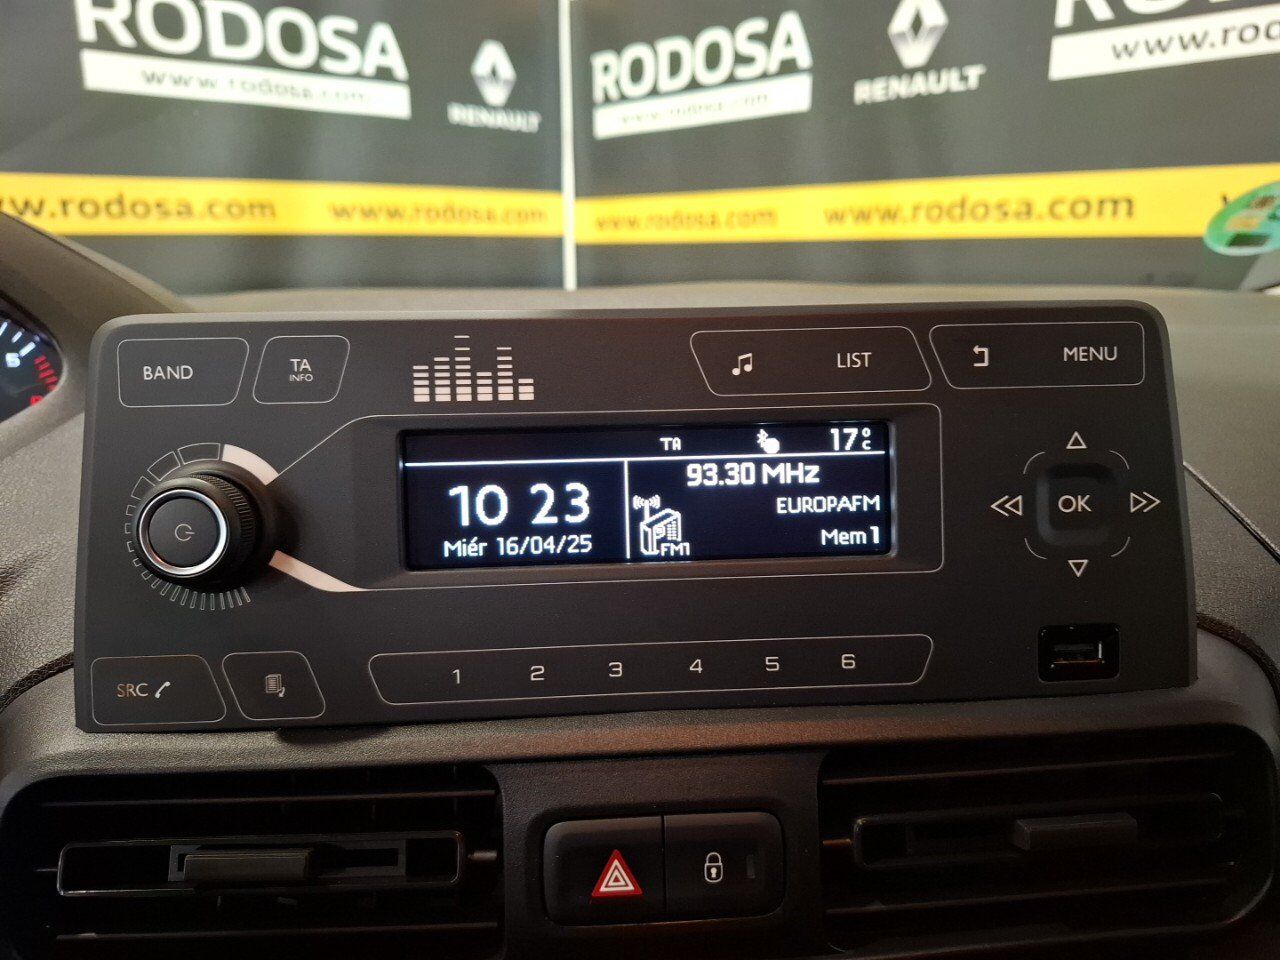 RODOSA
www.rodosa.com
RENAULT
RODOSA
www.rodosa.com
RENAULT
www.rodosa.com
www.rodosa.com
www.rodosa.com
www.rodosa.com
BAND
TA
INFO
LIST
MENU
TA
17°C
93.30 MHz
10 23
EUROPAFM
Miér 16/04/25
FM1
Mem 1
OK
SRC
1 2 3 4 5 6